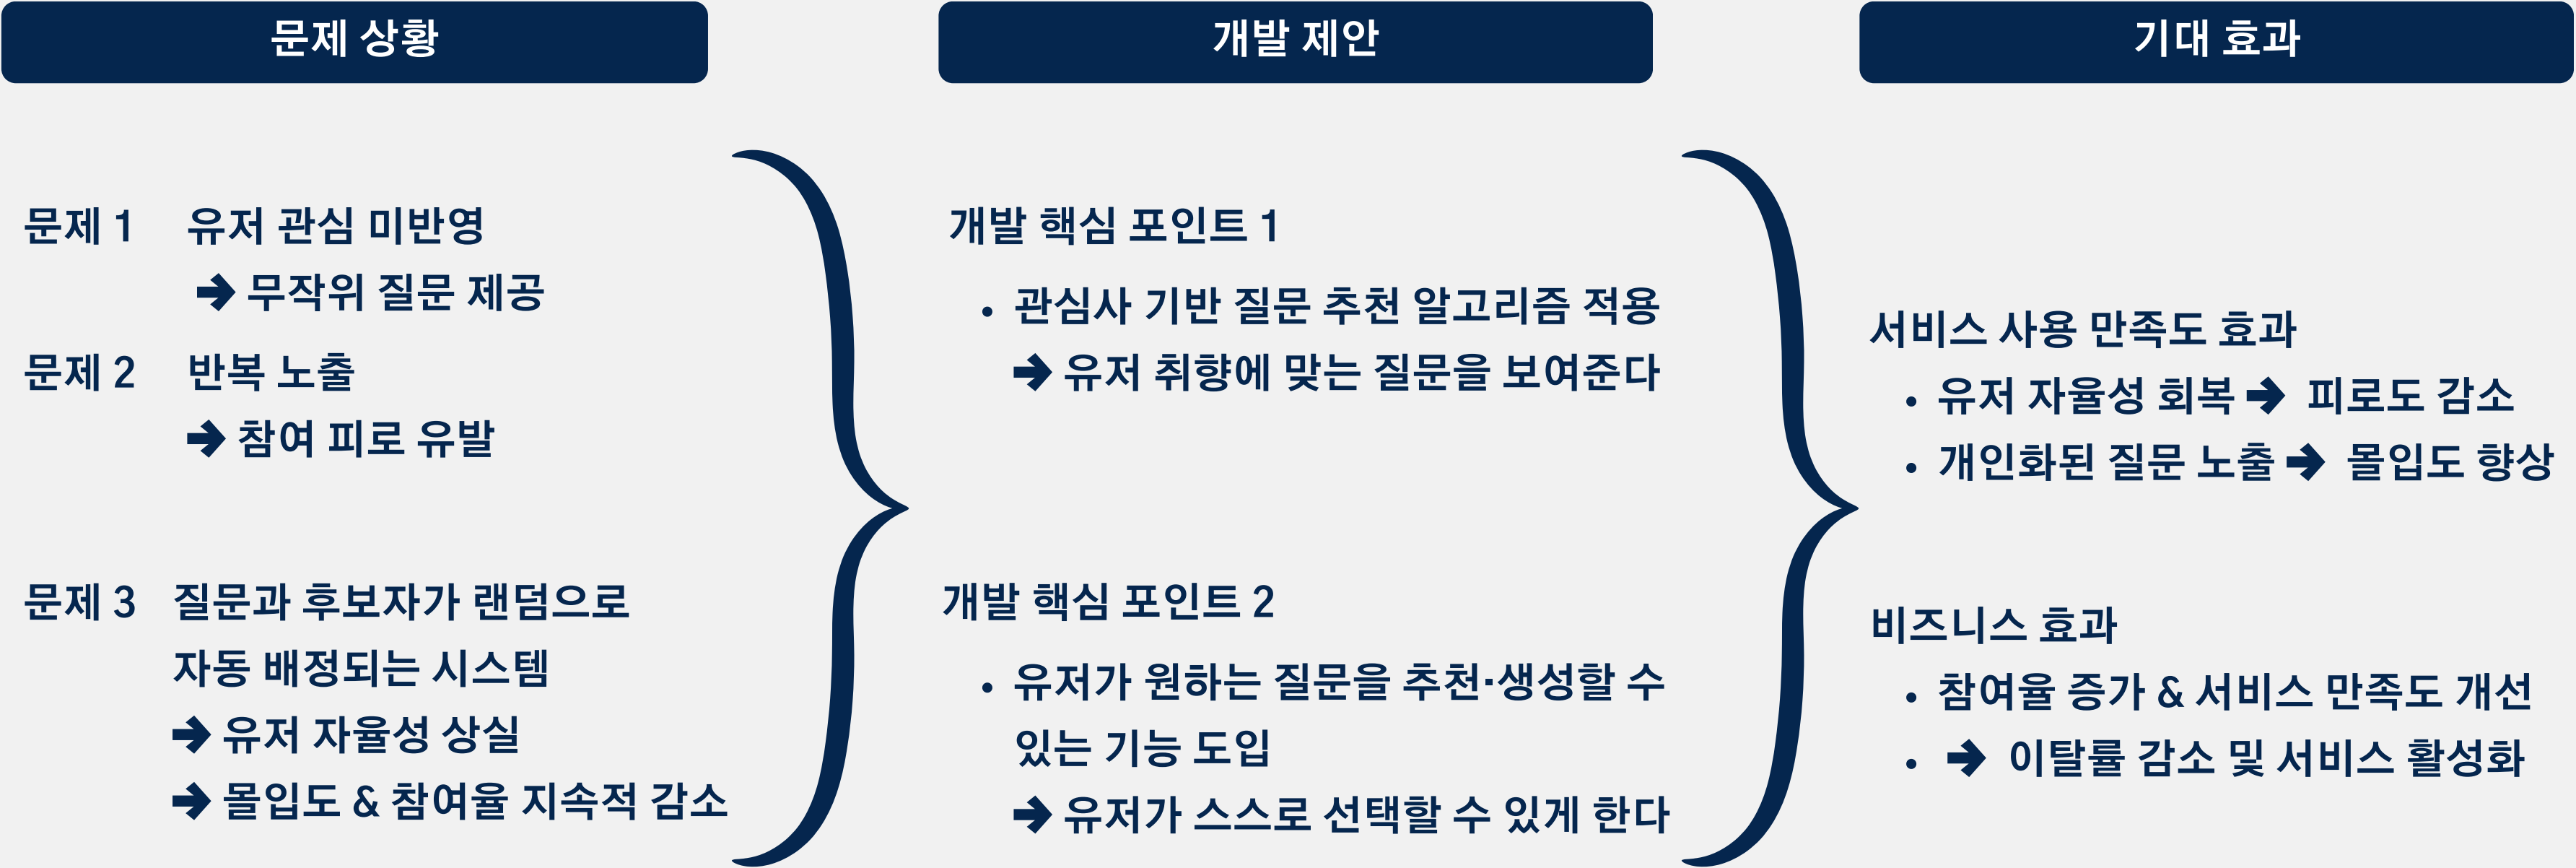 문제 상황
문제 1 유저 관심 미반영
➔ 무작위 질문 제공
문제 2 반복 노출
➔ 참여 피로 유발
문제 3 질문과 후보자가 랜덤으로
자동 배정되는 시스템
➔ 유저 자율성 상실
➔ 몰입도 & 참여율 지속적 감소
개발 제안
개발 핵심 포인트 1
• 관심사 기반 질문 추천 알고리즘 적용
➔ 유저 취향에 맞는 질문을 보여준다
개발 핵심 포인트 2
• 유저가 원하는 질문을 추천·생성할 수
있는 기능 도입
➔ 유저가 스스로 선택할 수 있게 한다
기대 효과
서비스 사용 만족도 효과
• 유저 자율성 회복 ➔ 피로도 감소
• 개인화된 질문 노출 ➔ 몰입도 향상
비즈니스 효과
• 참여율 증가 & 서비스 만족도 개선
• ➔ 이탈률 감소 및 서비스 활성화